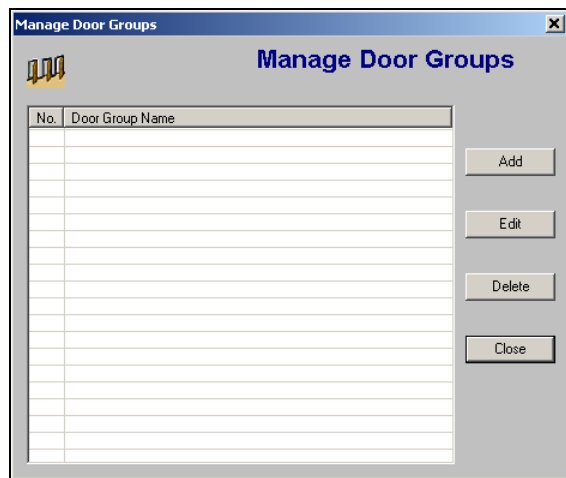 Manage Door Groups
Manage Door Groups
No. Door Group Name
Add
Edit
Delete
Close